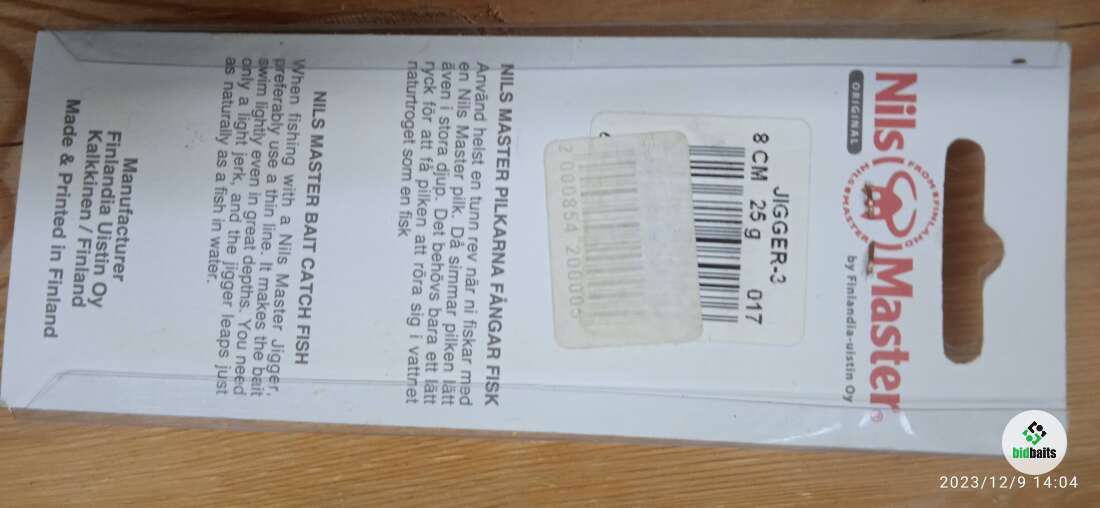 Nils Master®
ORIGINAL
FROM FINLAND
NILS MASTER
by Finlandia-uistin Oy
JIGGER-3
8 CM 25 g 017
2 000854 200006
NILS MASTER PILKARNA FÅNGAR FISK
Använd helst en tunn rev när ni fiskar med
en Nils Master pilk. Då simmar pilken lätt
även i stora djup. Det behövs bara ett lätt
ryck för att få pilken att röra sig i vattnet
naturtroget som en fisk
NILS MASTER BAIT CATCH FISH
When fishing with a Nils Master Jigger,
preferably use a thin line. It makes the bait
swim lightly even in great depths. You need
only a light jerk, and the jigger leaps just
as naturally as a fish in water.
Manufacturer
Finlandia Uistin Oy
Kalkkinen / Finland
Made & Printed in Finland
bidbaits
2023/12/9 14:04